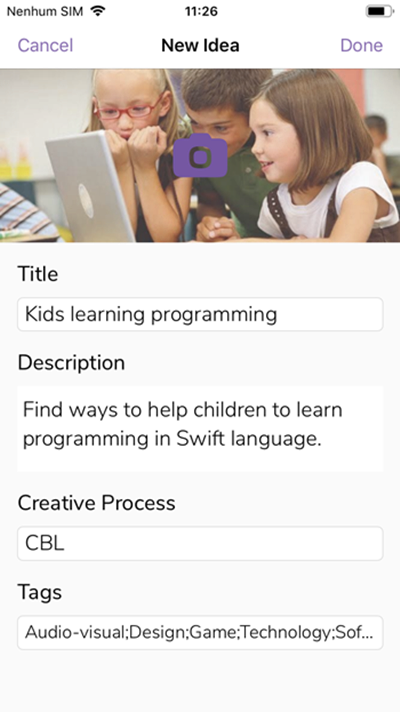 Nenhum SIM 11:26
Cancel New Idea Done
Title
Kids learning programming
Description
Find ways to help children to learn
programming in Swift language.
Creative Process
CBL
Tags
Audio-visual;Design;Game;Technology;Sof...